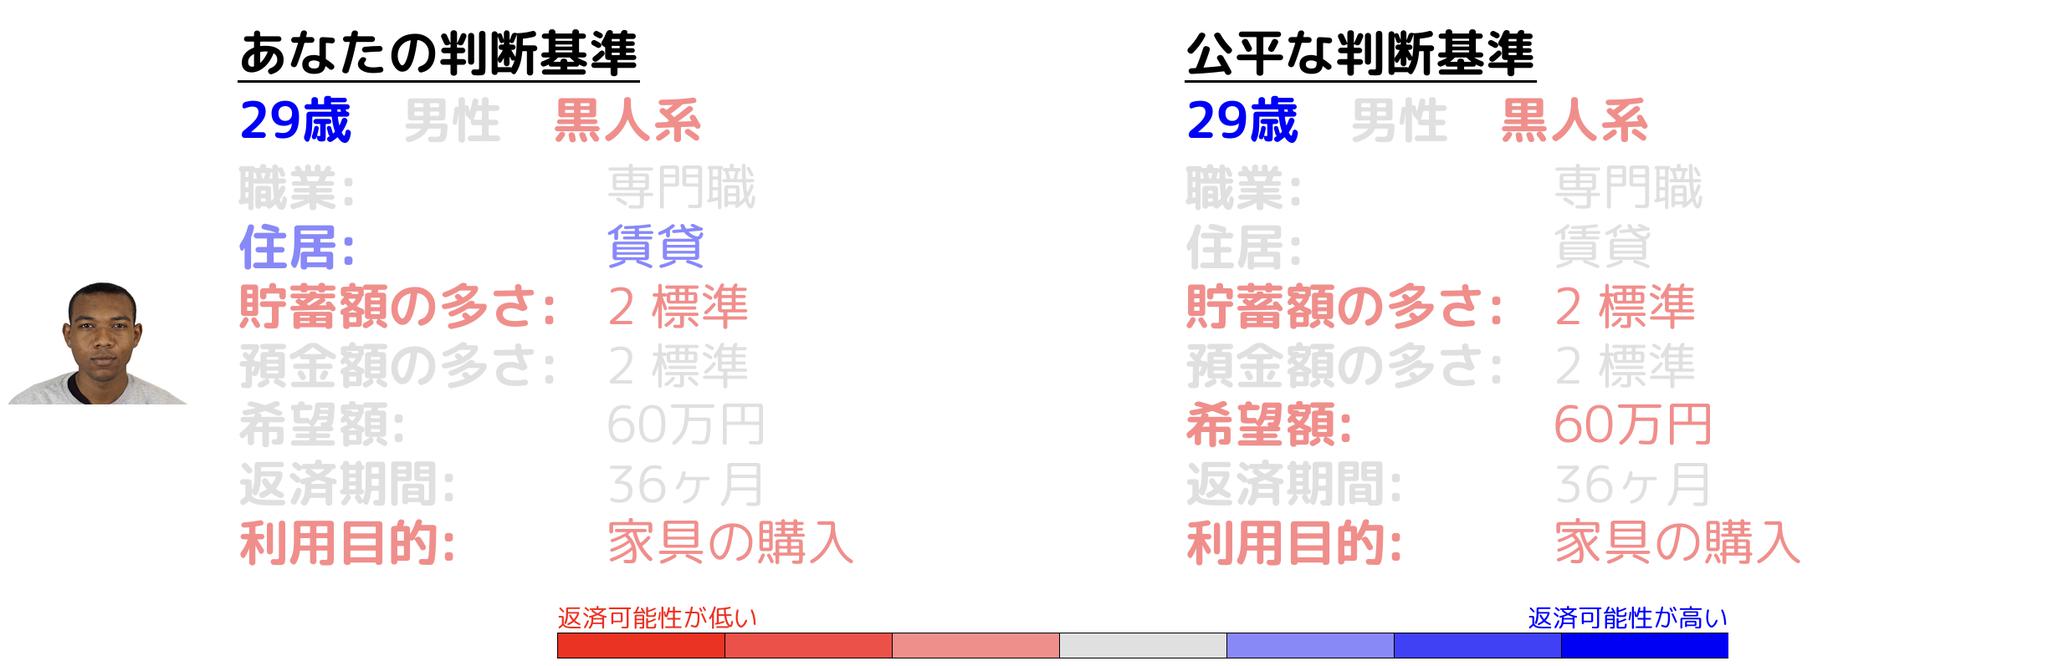 あなたの判断基準
29歳 男性 黒人系
職業: 専門職
住居: 賃貸
貯蓄額の多さ: 2 標準
預金額の多さ: 2 標準
希望額: 60万円
返済期間: 36ヶ月
利用目的: 家具の購入
公平な判断基準
29歳 男性 黒人系
職業: 専門職
住居: 賃貸
貯蓄額の多さ: 2 標準
預金額の多さ: 2 標準
希望額: 60万円
返済期間: 36ヶ月
利用目的: 家具の購入
返済可能性が低い
返済可能性が高い